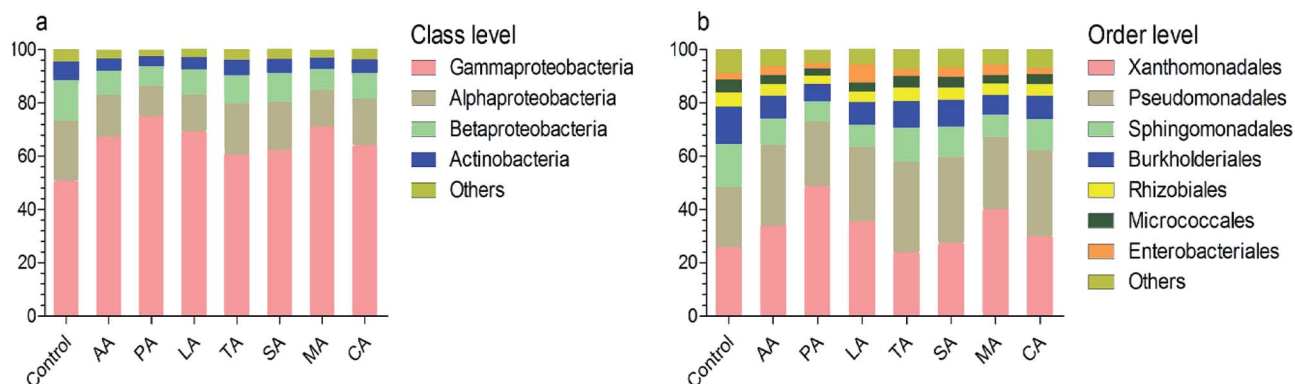 a
Class level
Gammaproteobacteria
Alphaproteobacteria
Betaproteobacteria
Actinobacteria
Others
100
80
60
40
20
0
Control AA PA LA TA SA MA CA
b
Order level
Xanthomonadales
Pseudomonadales
Sphingomonadales
Burkholderiales
Rhizobiales
Micrococcales
Enterobacteriales
Others
100
80
60
40
20
0
Control AA PA LA TA SA MA CA